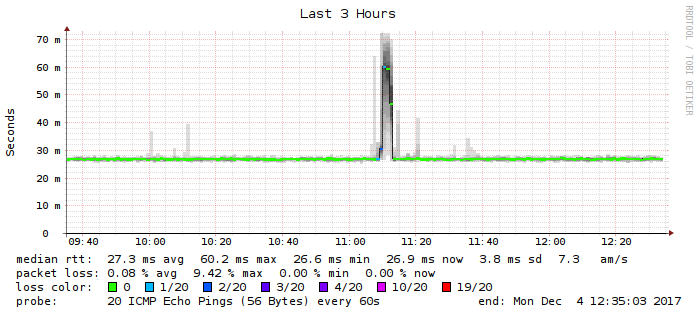 Last 3 Hours
RRDTOOL / TOBI OETIKER
Seconds
70 m
60 m
50 m
40 m
30 m
20 m
10 m
0
09:40 10:00 10:20 10:40 11:00 11:20 11:40 12:00 12:20
median rtt: 27.3 ms avg 60.2 ms max 26.6 ms min 26.9 ms now 3.8 ms sd 7.3 am/s
packet loss: 0.08 % avg 9.42 % max 0.00 % min 0.00 % now
loss color: 0 1/20 2/20 3/20 4/20 10/20 19/20
probe: 20 ICMP Echo Pings (56 Bytes) every 60s end: Mon Dec 4 12:35:03 2017